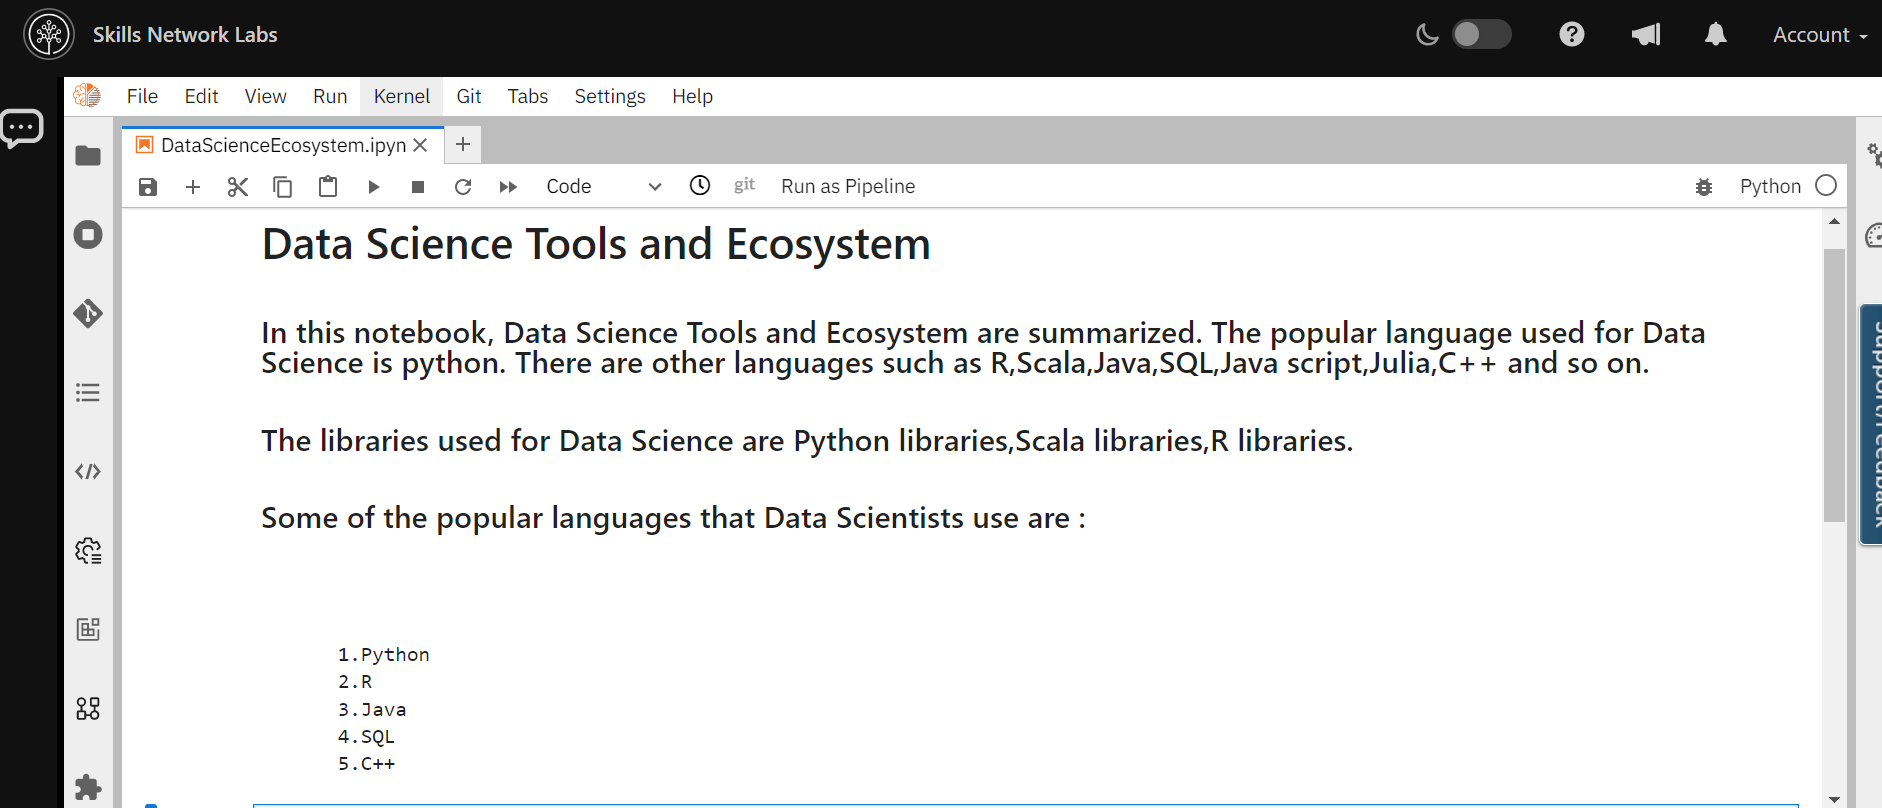 Skills Network Labs
Account
File Edit View Run Kernel Git Tabs Settings Help
DataScienceEcosystem.ipyn
Code
git
Run as Pipeline
Python
Data Science Tools and Ecosystem
In this notebook, Data Science Tools and Ecosystem are summarized. The popular language used for Data
Science is python. There are other languages such as R,Scala,Java,SQL,Java script,Julia,C++ and so on.
The libraries used for Data Science are Python libraries,Scala libraries,R libraries.
Some of the popular languages that Data Scientists use are :
1.Python
2.R
3.Java
4.SQL
5.C++
Support/Feedback